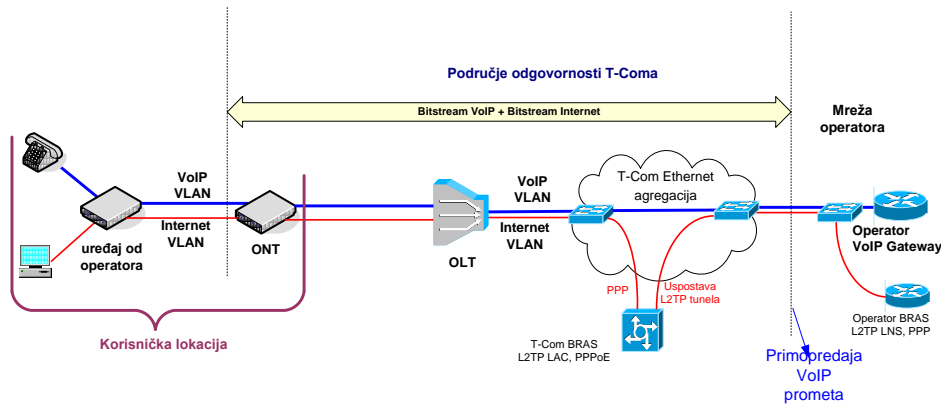 Područje odgovornosti T-Coma
Bitstream VoIP + Bitstream Internet
Mreža
operatora
VoIP
VLAN
Internet
VLAN
uređaj od
operatora
ONT
OLT
VoIP
VLAN
Internet
VLAN
T-Com Ethernet
agregacija
PPP
Uspostava
L2TP tunela
T-Com BRAS
L2TP LAC, PPPoE
Operator
VoIP Gateway
Operator BRAS
L2TP LNS, PPP
Korisnička lokacija
Primopredaja
VoIP
prometa